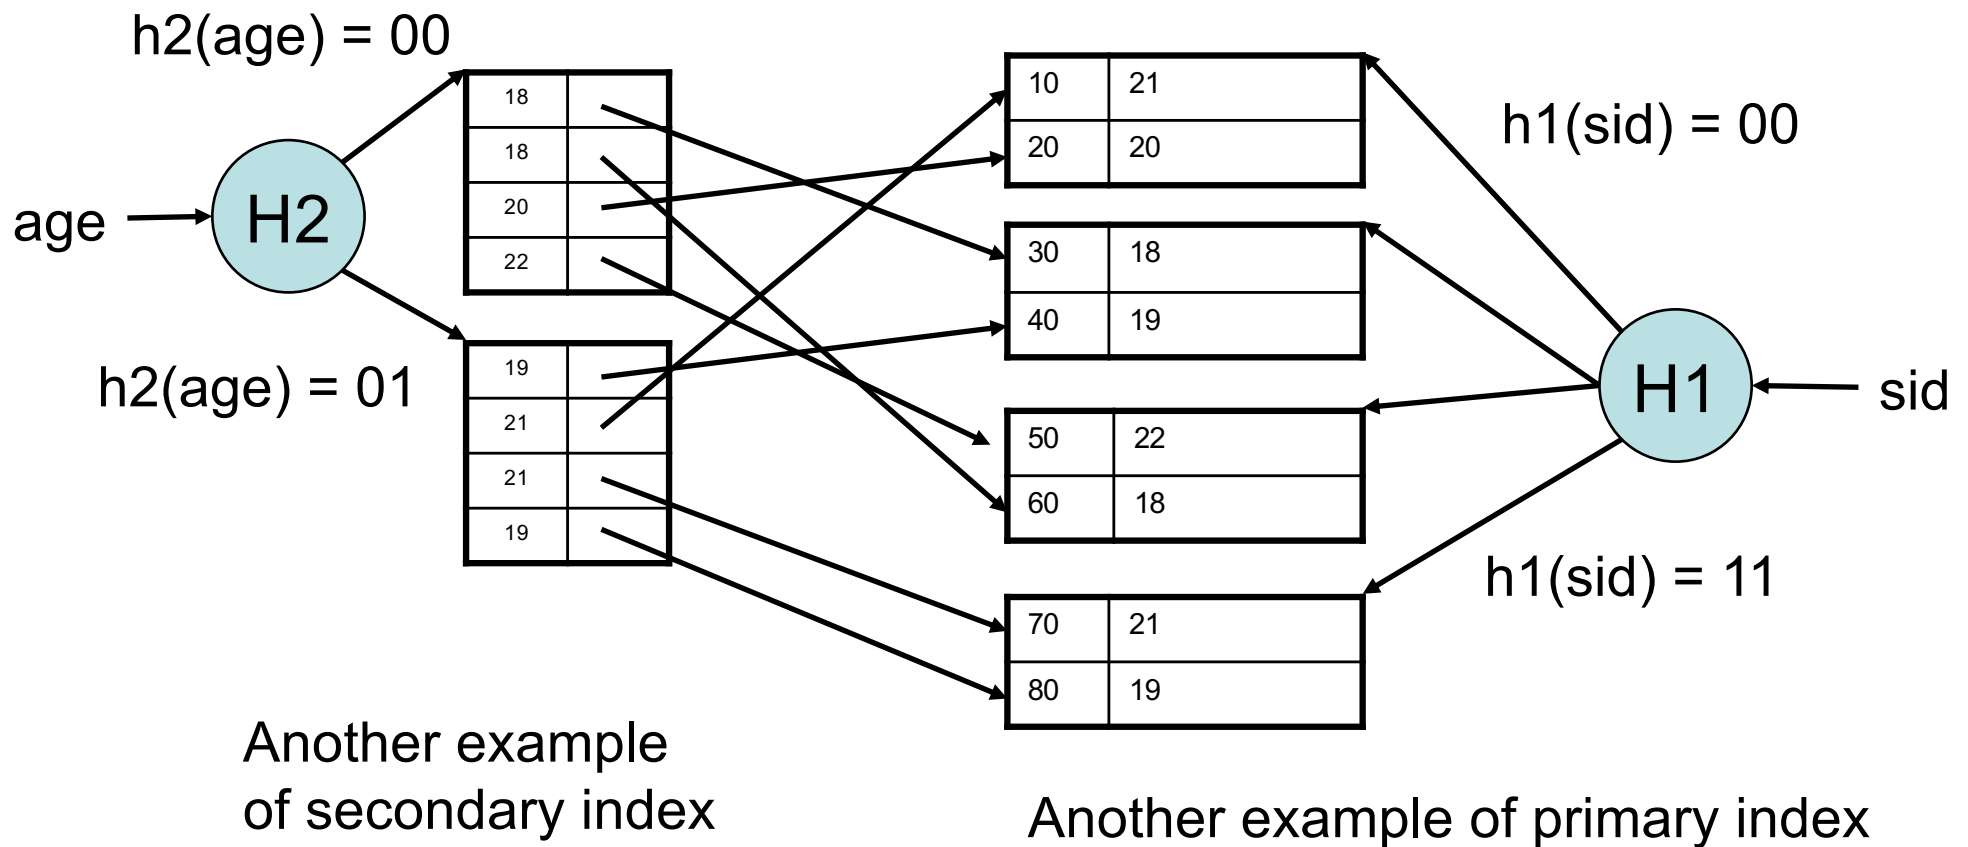 h2(age) = 00
18
18
20
22
age
H2
h2(age) = 01
19
21
21
19
10 21
20 20
30 18
40 19
50 22
60 18
70 21
80 19
h1(sid) = 00
H1
sid
h1(sid) = 11
Another example
of secondary index
Another example of primary index